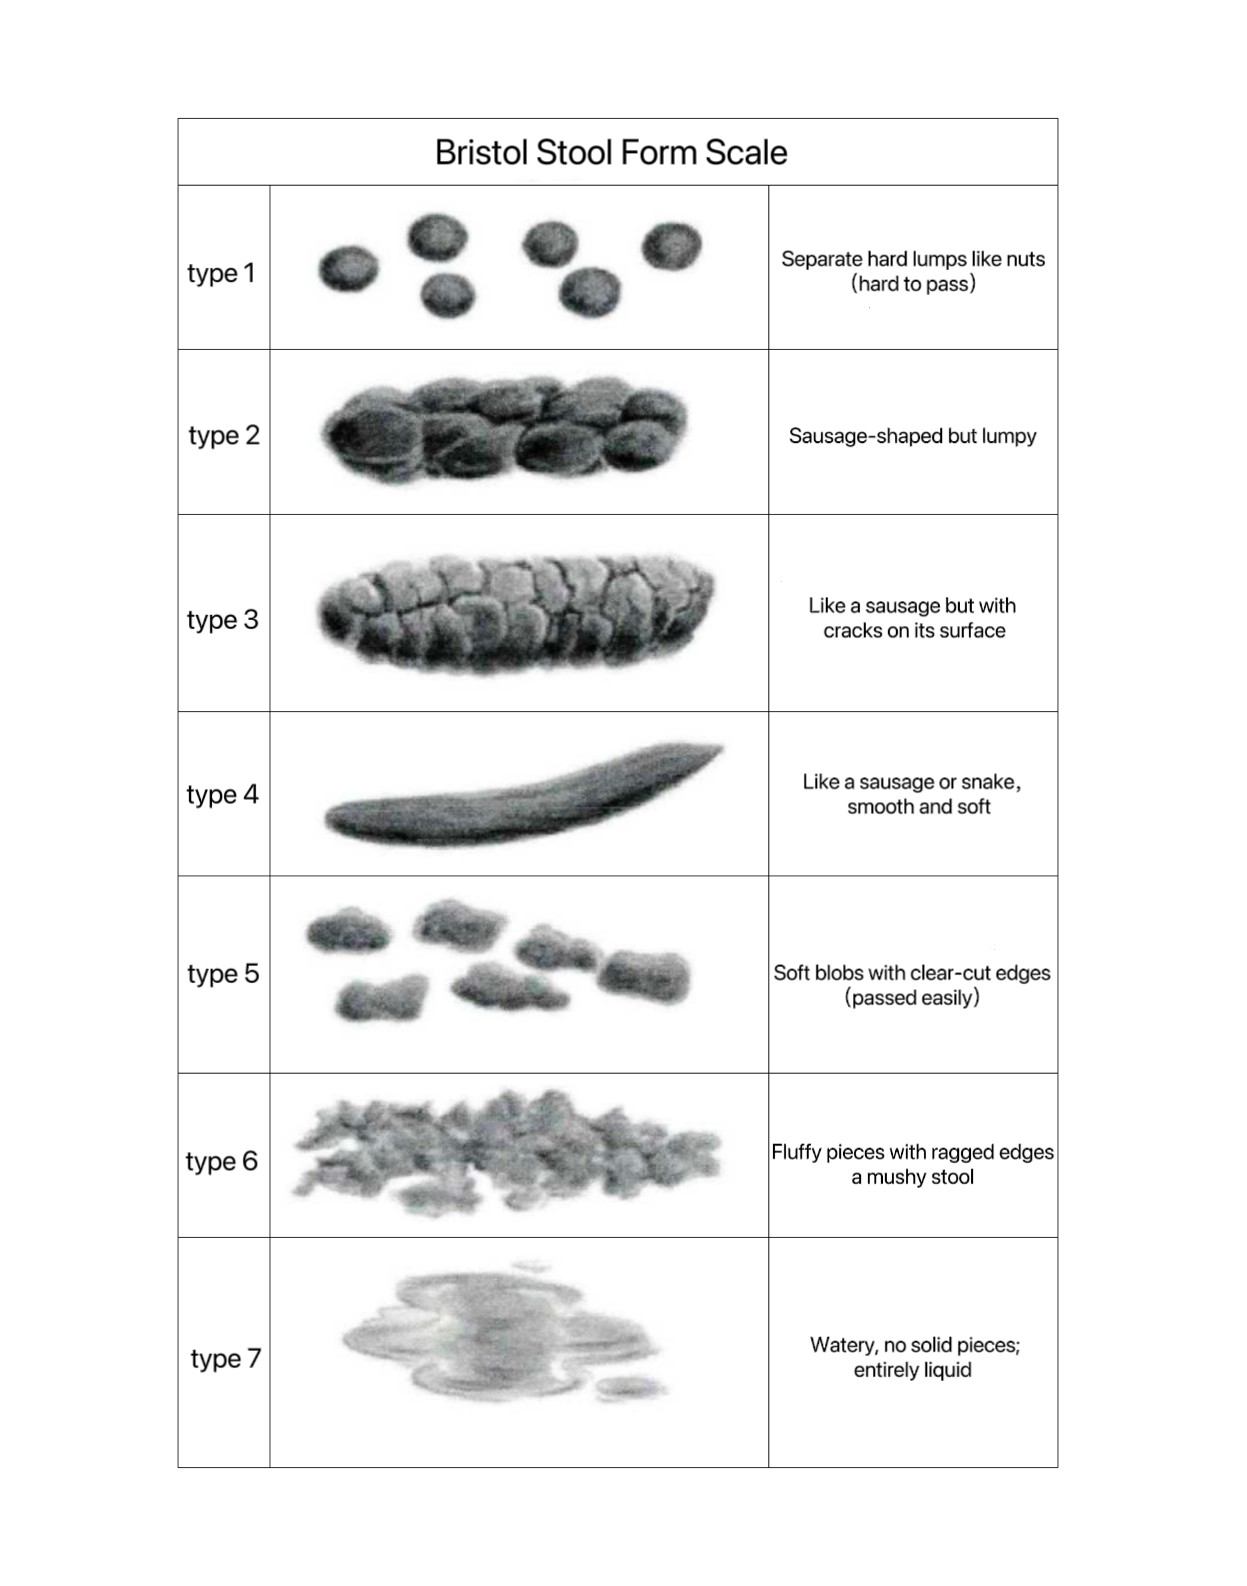 Bristol Stool Form Scale
type 1
Separate hard lumps like nuts
(hard to pass)
type 2
Sausage-shaped but lumpy
type 3
Like a sausage but with
cracks on its surface
type 4
Like a sausage or snake,
smooth and soft
type 5
Soft blobs with clear-cut edges
(passed easily)
type 6
Fluffy pieces with ragged edges
a mushy stool
type 7
Watery, no solid pieces;
entirely liquid